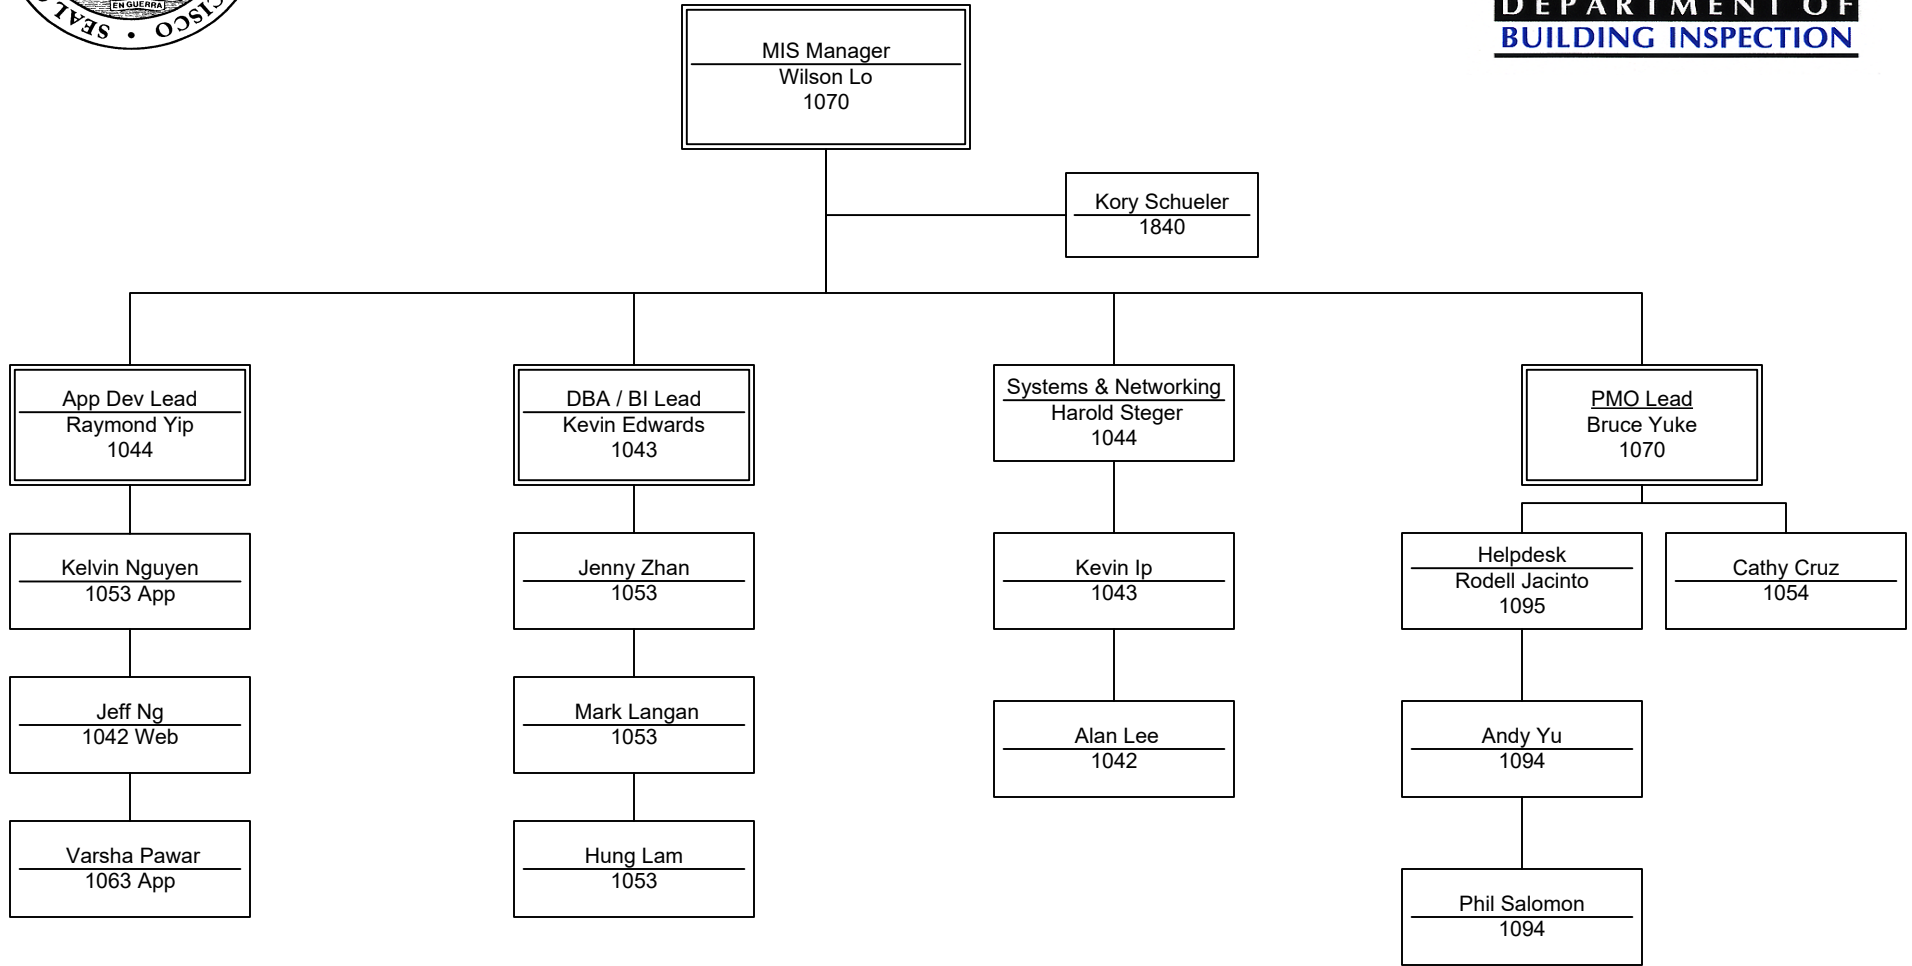 EN GUERRA
SEAL O
CISCO
DEPARTMENT OF
BUILDING INSPECTION
MIS Manager
Wilson Lo
1070
Kory Schueler
1840
App Dev Lead
Raymond Yip
1044
DBA / BI Lead
Kevin Edwards
1043
Systems & Networking
Harold Steger
1044
PMO Lead
Bruce Yuke
1070
Kelvin Nguyen
1053 App
Jenny Zhan
1053
Kevin Ip
1043
Helpdesk
Rodell Jacinto
1095
Cathy Cruz
1054
Jeff Ng
1042 Web
Mark Langan
1053
Alan Lee
1042
Andy Yu
1094
Varsha Pawar
1063 App
Hung Lam
1053
Phil Salomon
1094